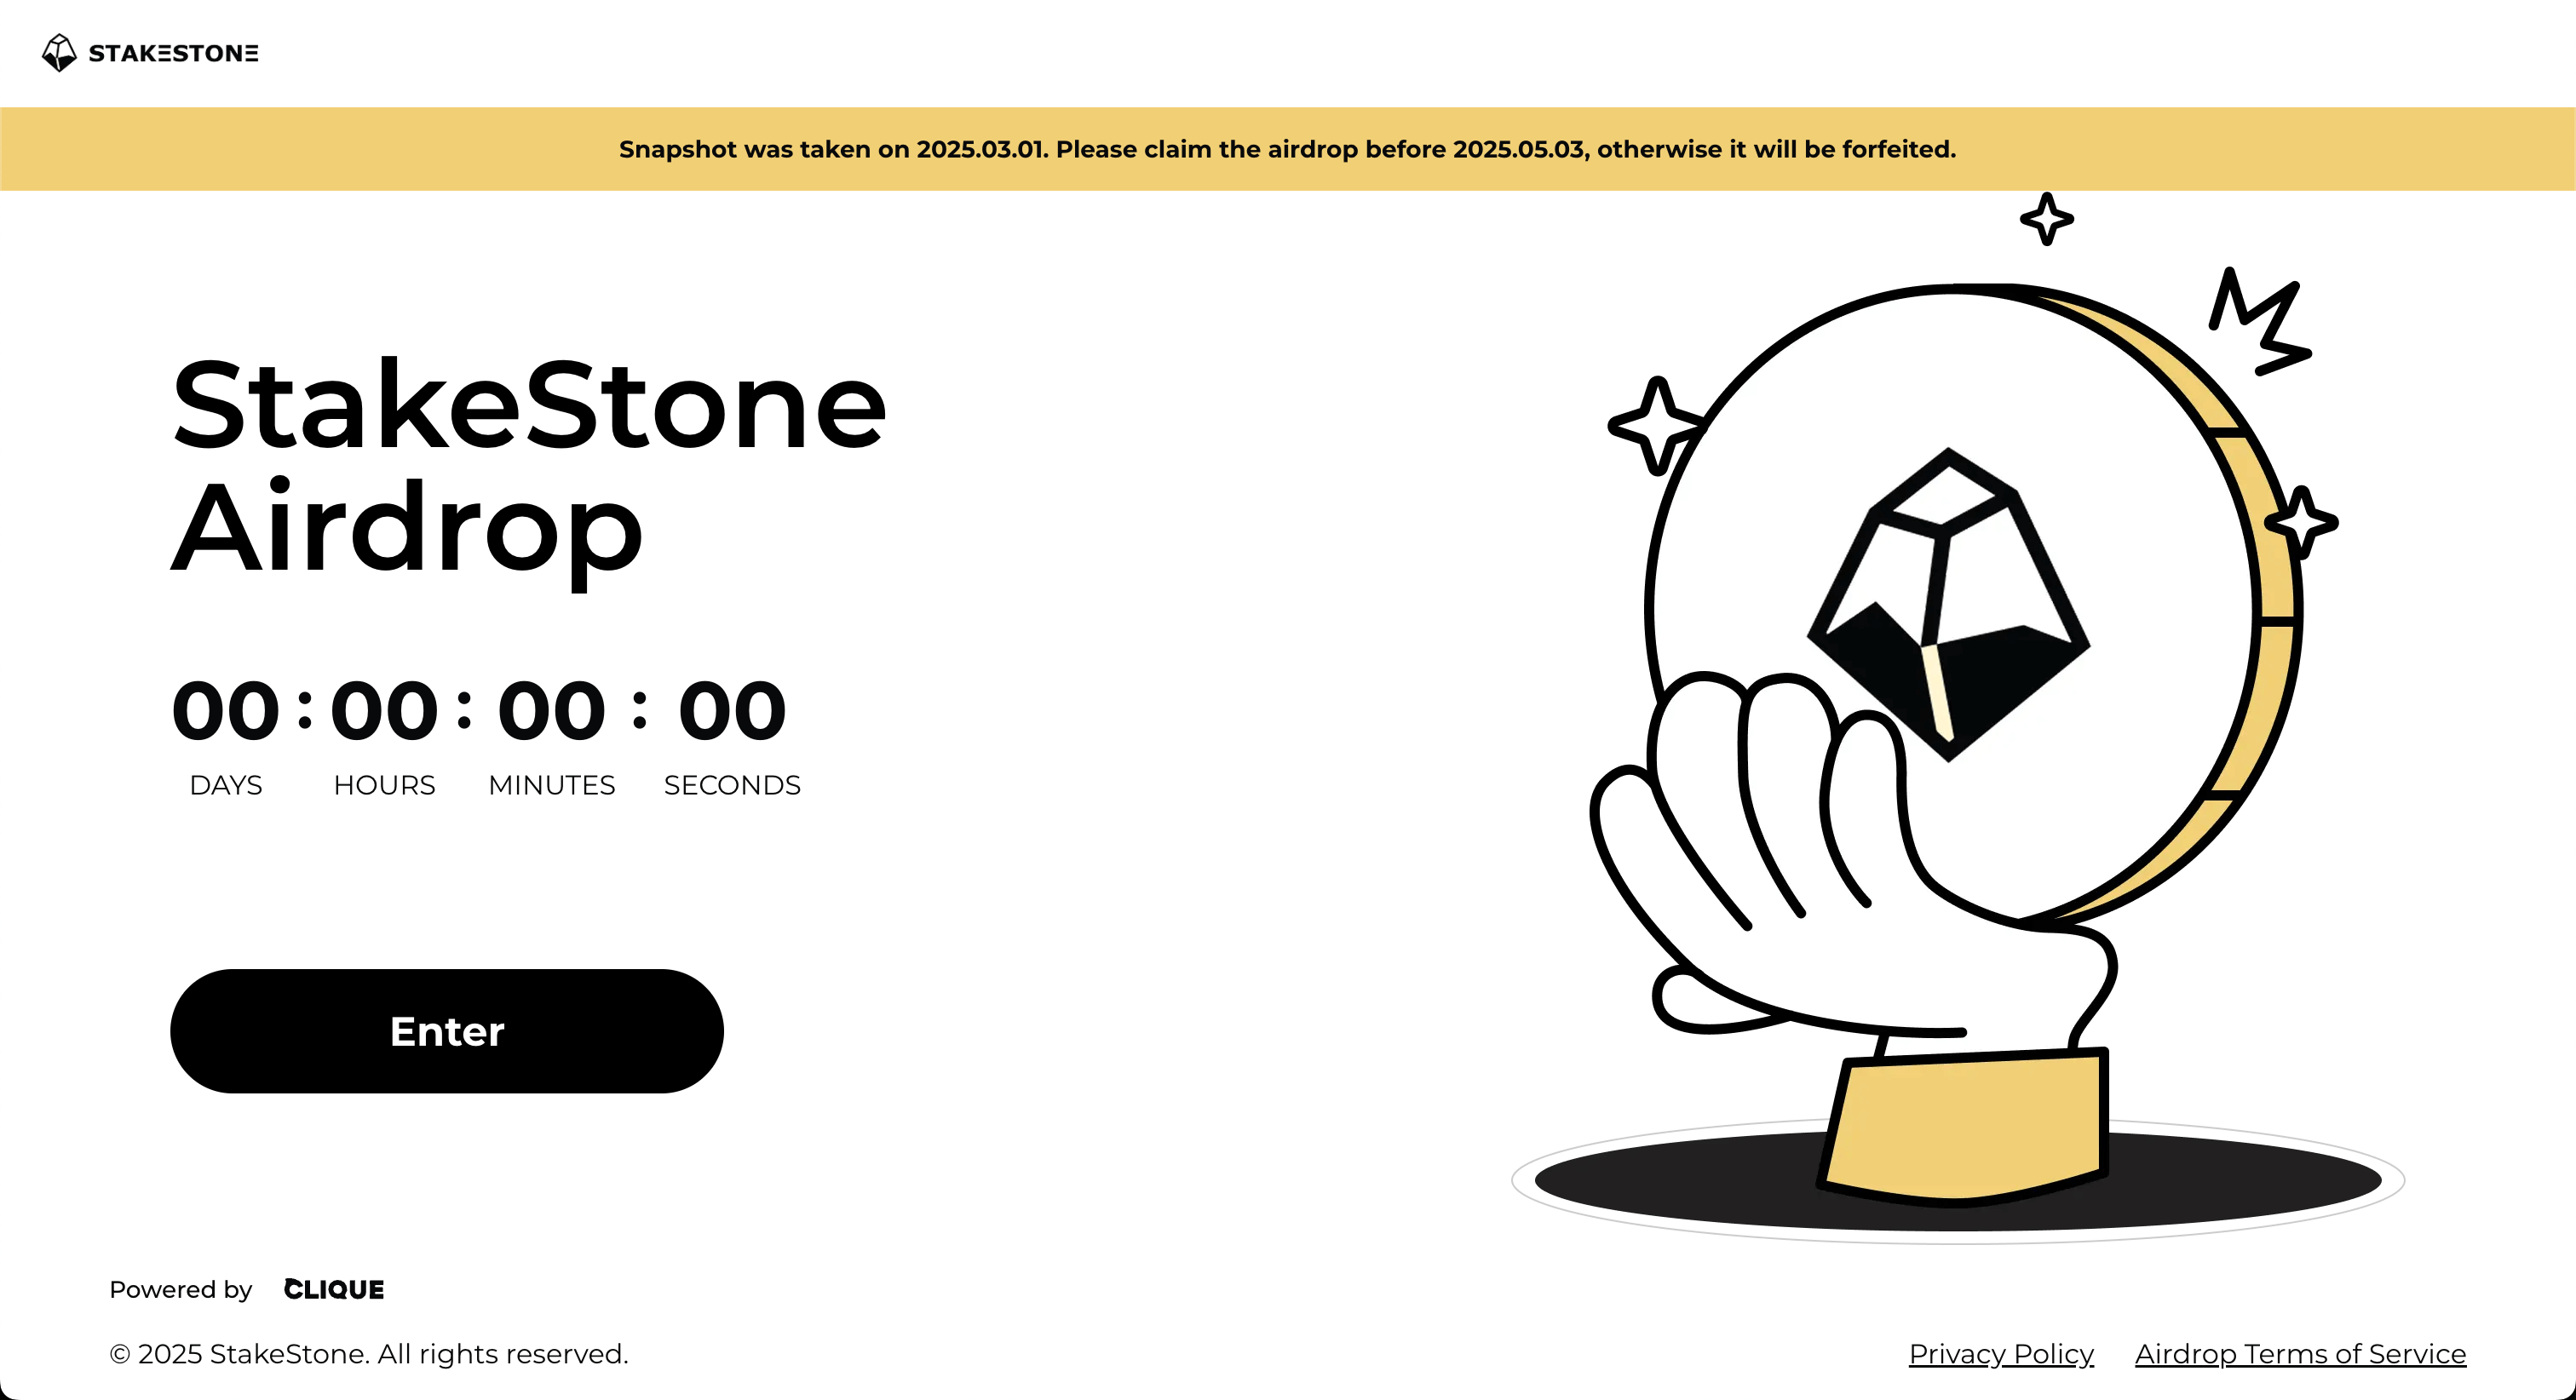 STAKESTONE
Snapshot was taken on 2025.03.01. Please claim the airdrop before 2025.05.03, otherwise it will be forfeited.
StakeStone
Airdrop
00 : 00 : 00 : 00
DAYS HOURS MINUTES SECONDS
Enter
Powered by CLIQUE
© 2025 StakeStone. All rights reserved.
Privacy Policy Airdrop Terms of Service